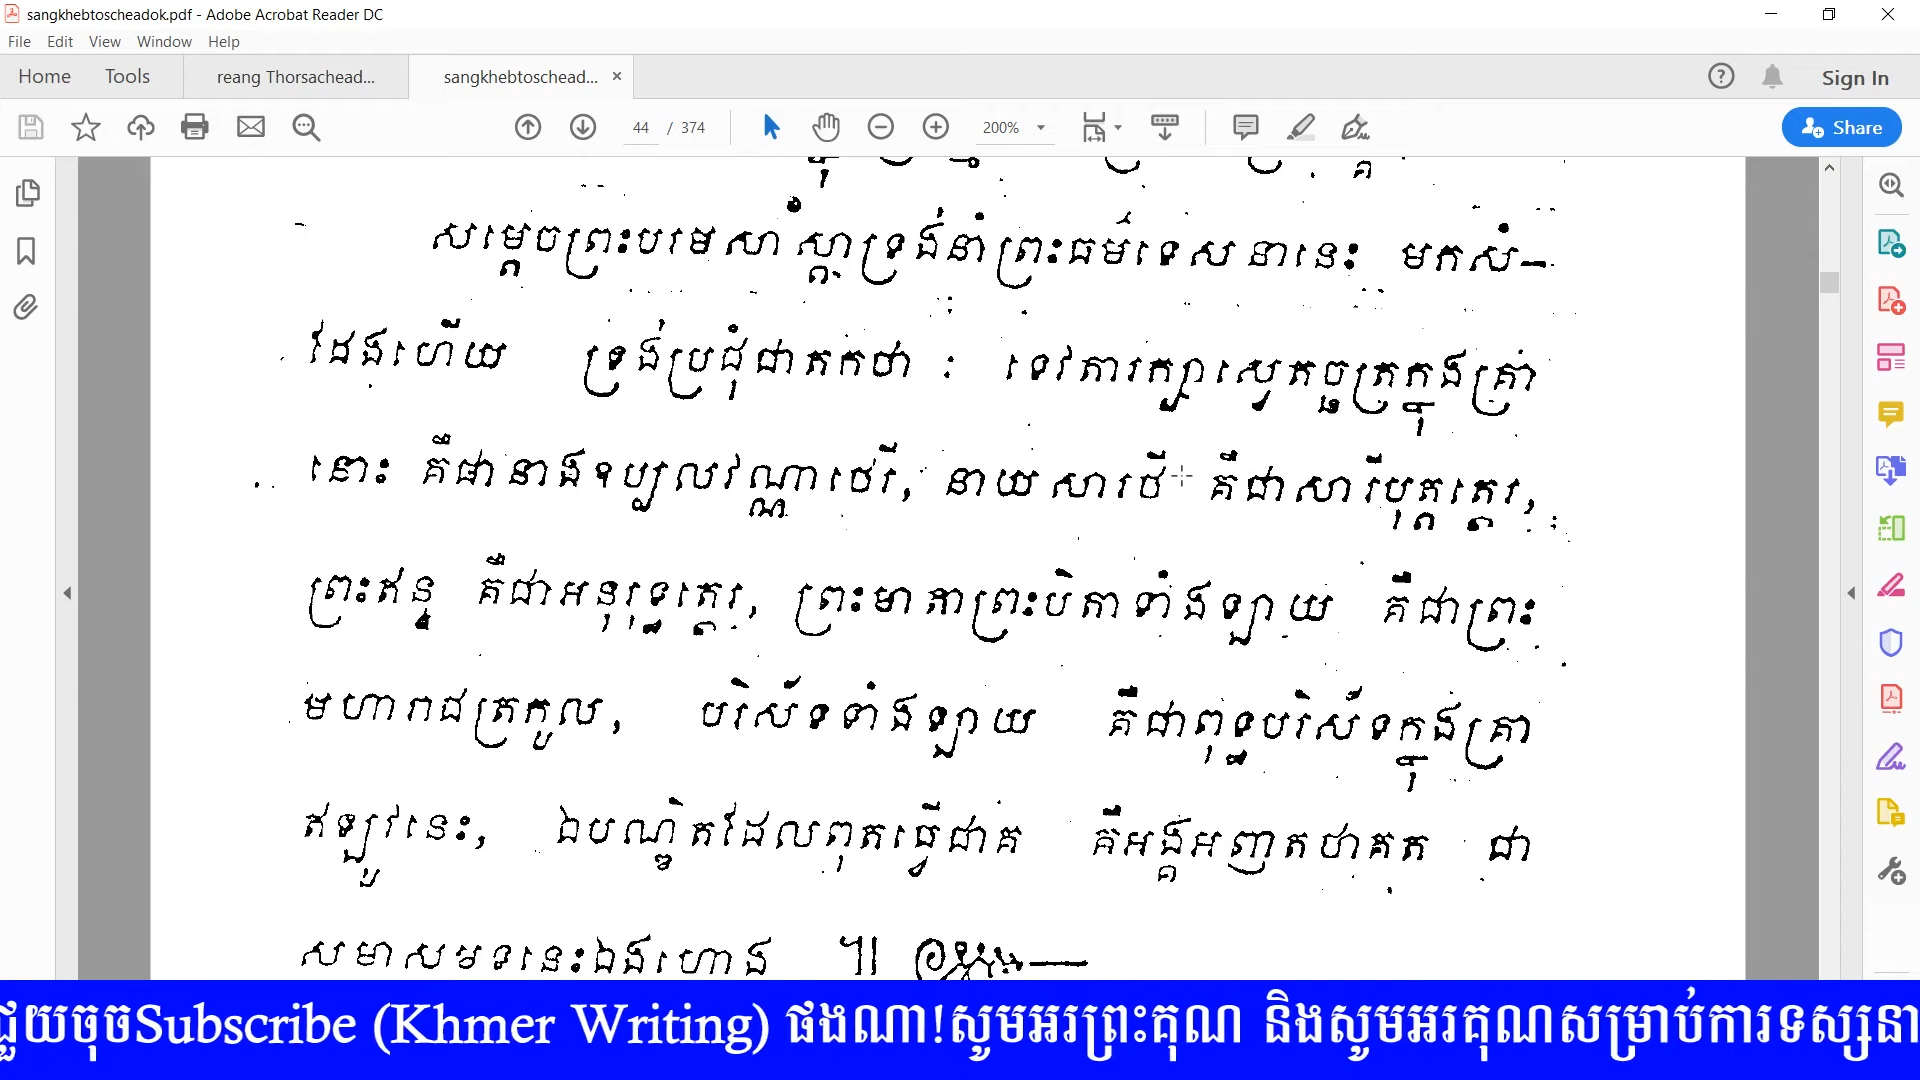 sangkhebtoscheadok.pdf - Adobe Acrobat Reader DC
File Edit View Window Help
Home Tools reang Thorsachead... sangkhebtoschead... ×
Sign In
44 / 374 200% Share
សម្ដេចព្រះបរមសាស្ដាទ្រង់នាំព្រះធម៌ទេសនានេះ មកសំ-
ដែងហើយ ទ្រង់ប្រជុំជាតកថា : ទេវតារក្សាស្វេតច្ឆត្រក្នុងគ្រា
នោះ គឺជានាងឧប្បលវណ្ណាថេរី, នាយសារថី គឺជាសារីបុត្តត្ថេរ,
ព្រះឥន្ទ គឺជាអនុរុទ្ធត្ថេរ, ព្រះមាតាព្រះបិតាទាំងឡាយ គឺជាព្រះ
មហារាជត្រកូល, បរិស័ទទាំងឡាយ គឺជាពុទ្ធបរិស័ទក្នុងគ្រា
ឥឡូវនេះ, ឯបណ្ឌិតដែលពុតធ្វើជាគ គឺអង្គអញតថាគត ជា
សមាសមទនេះឯងហោង ៕
ជួយចុចSubscribe (Khmer Writing) ផងណា!សូមអរព្រះគុណ និងសូមអរគុណសម្រាប់ការទស្សនា